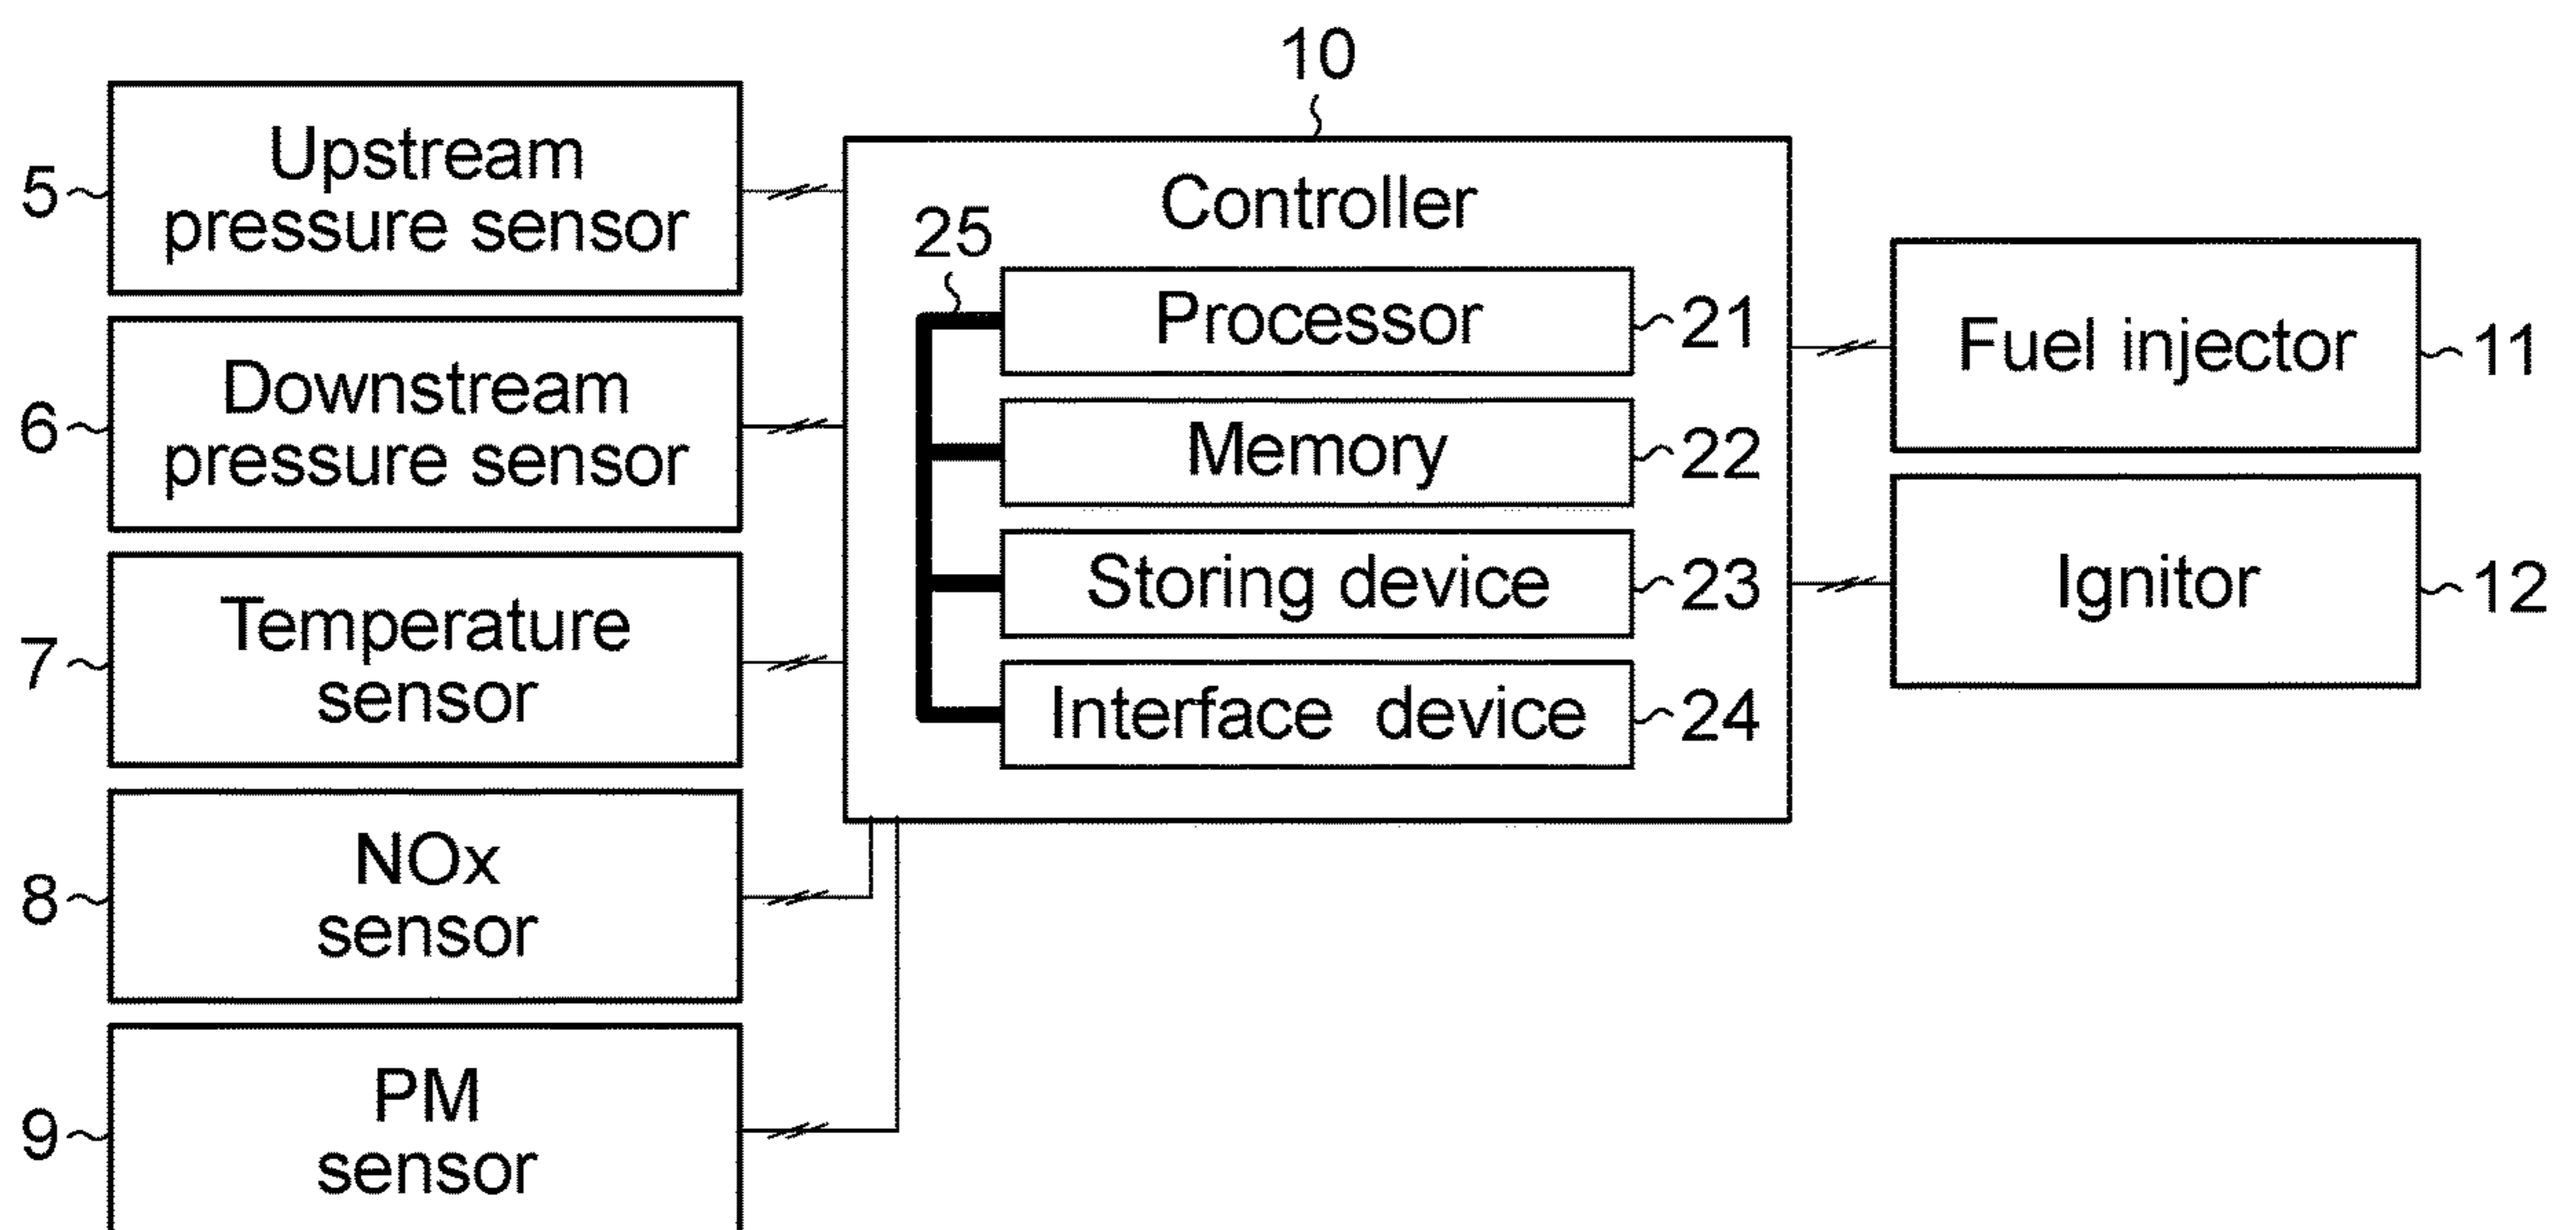 10
Upstream
pressure sensor
5
Downstream
pressure sensor
6
Temperature
sensor
7
NOx
sensor
8
PM
sensor
9
Controller
25
Processor
21
Memory
22
Storing device
23
Interface device
24
Fuel injector
11
Ignitor
12